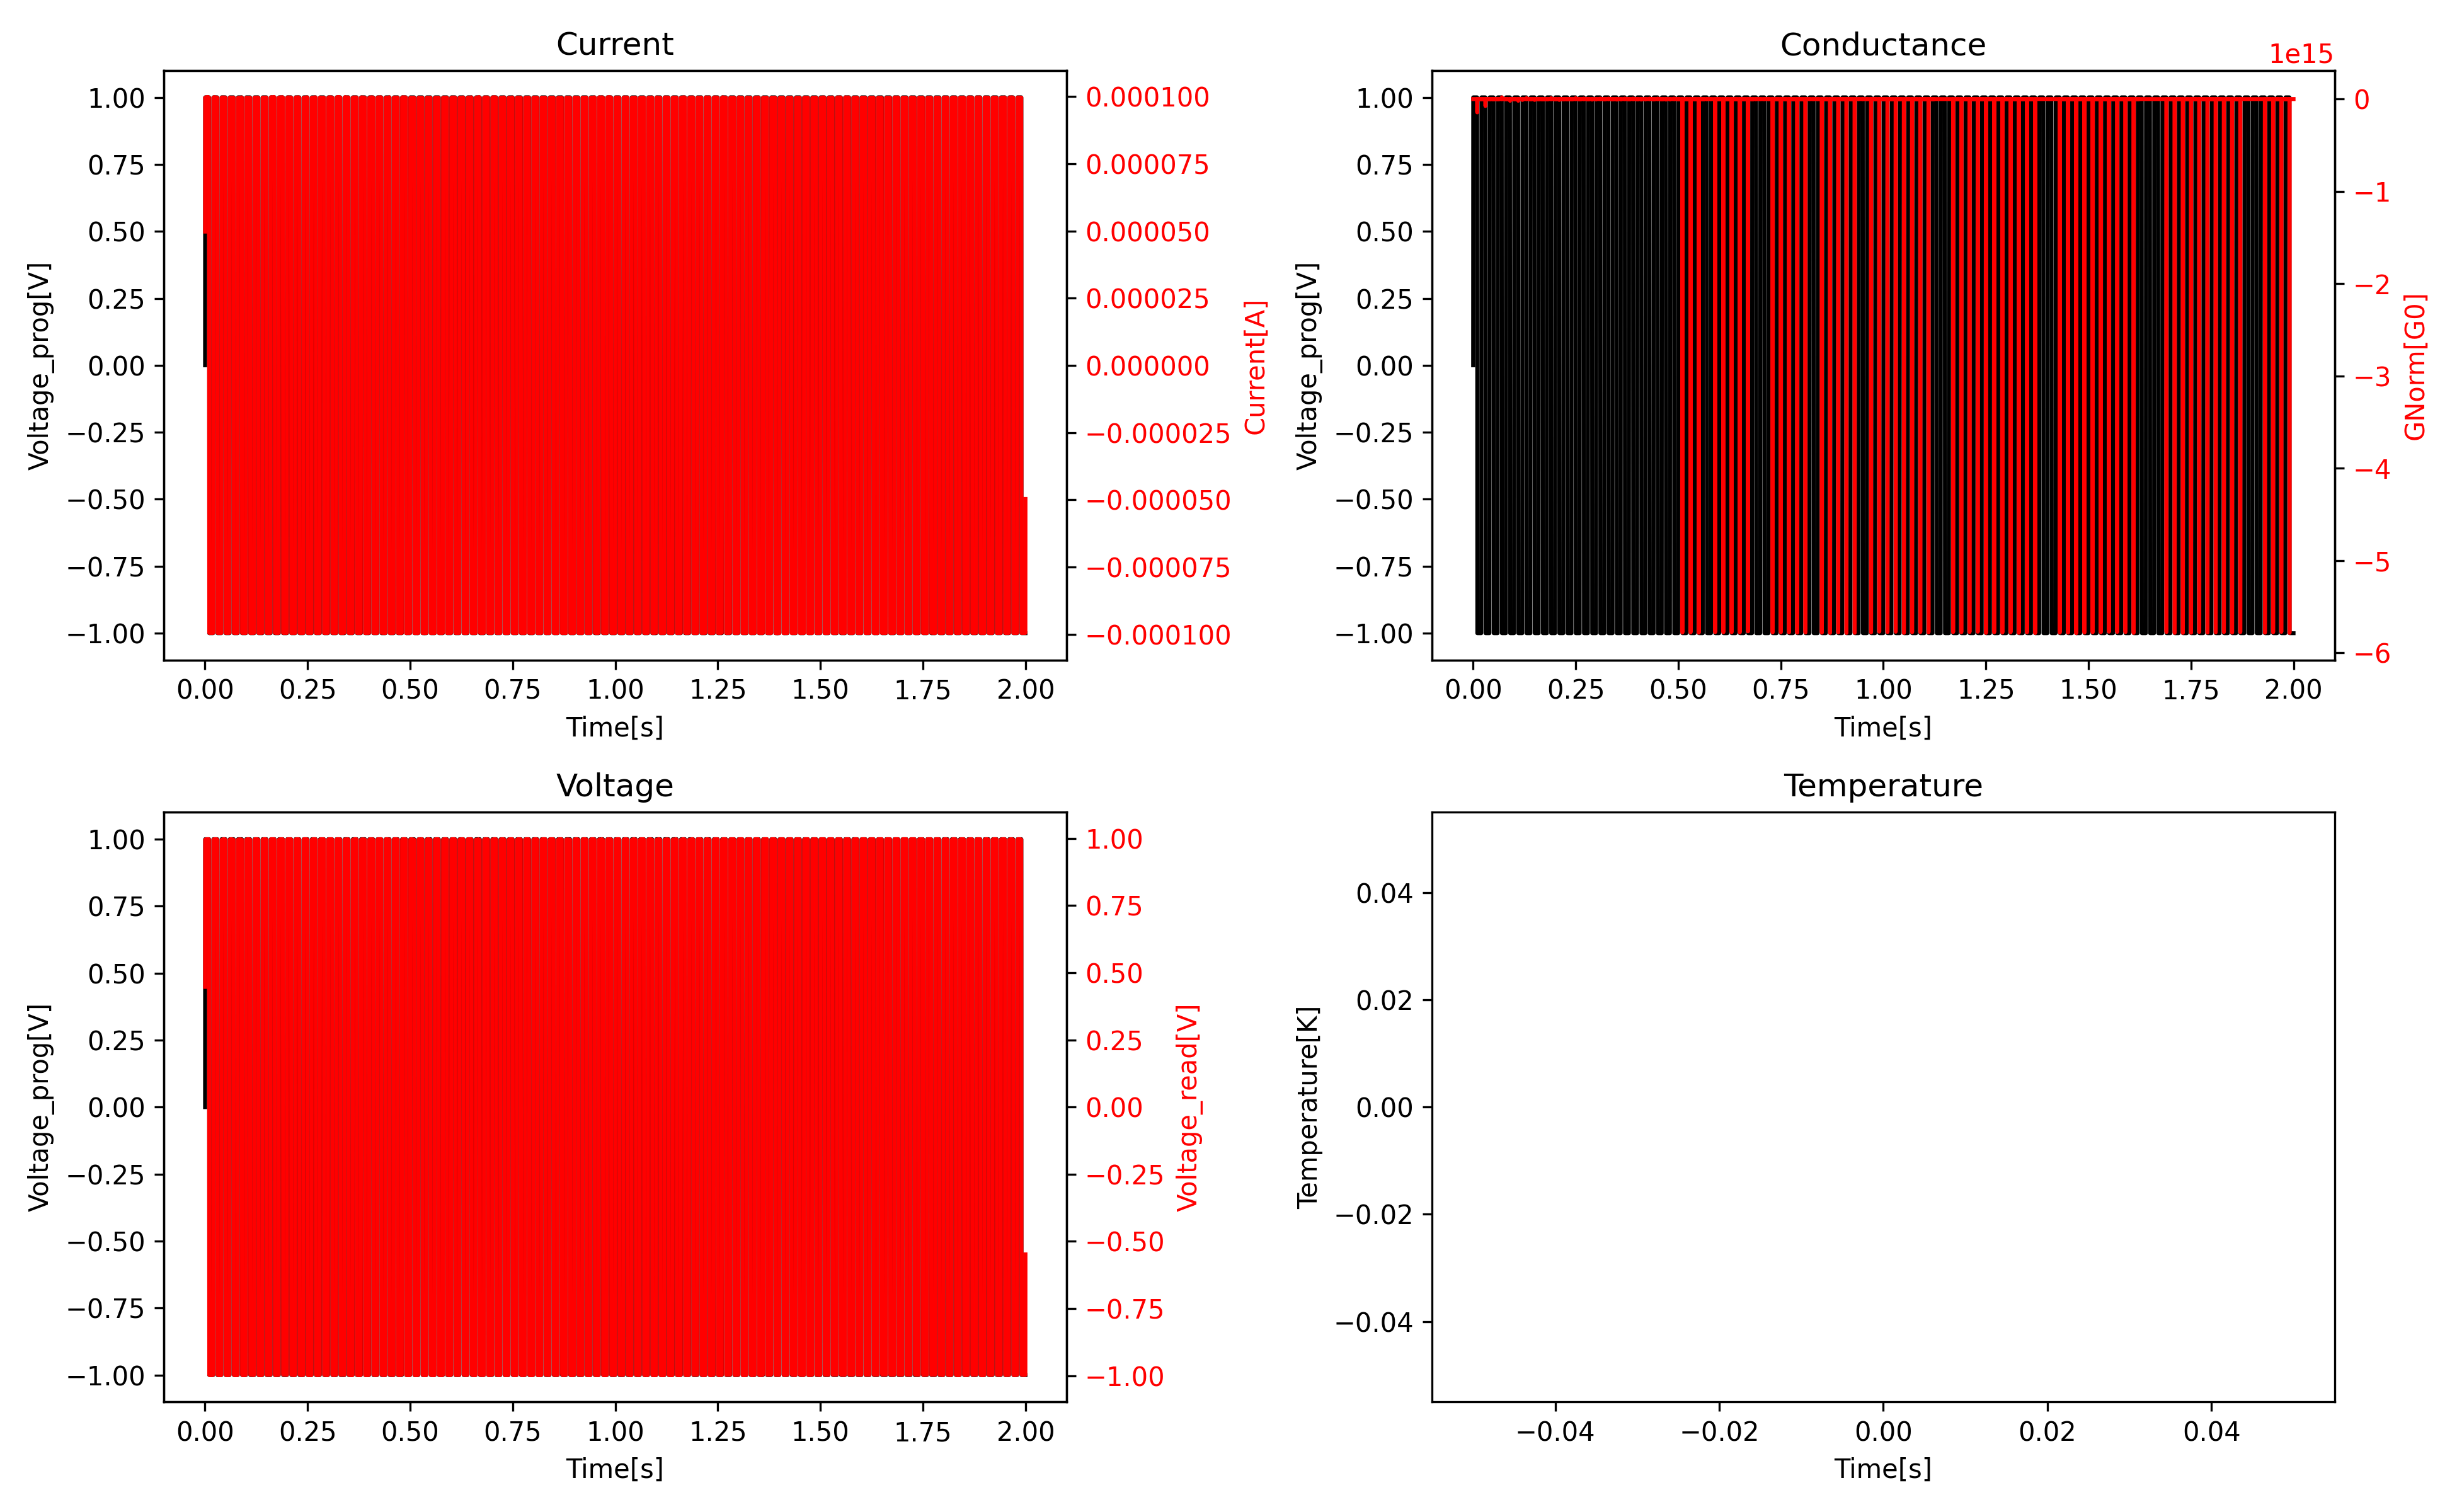 Current
1.00
0.75
0.50
0.25
0.00
−0.25
−0.50
−0.75
−1.00
Voltage_prog[V]
0.000100
0.000075
0.000050
0.000025
0.000000
−0.000025
−0.000050
−0.000075
−0.000100
Current[A]
0.00 0.25 0.50 0.75 1.00 1.25 1.50 1.75 2.00
Time[s]
Conductance
1e15
1.00
0.75
0.50
0.25
0.00
−0.25
−0.50
−0.75
−1.00
Voltage_prog[V]
0
−1
−2
−3
−4
−5
−6
GNorm[G0]
0.00 0.25 0.50 0.75 1.00 1.25 1.50 1.75 2.00
Time[s]
Voltage
1.00
0.75
0.50
0.25
0.00
−0.25
−0.50
−0.75
−1.00
Voltage_prog[V]
1.00
0.75
0.50
0.25
0.00
−0.25
−0.50
−0.75
−1.00
Voltage_read[V]
0.00 0.25 0.50 0.75 1.00 1.25 1.50 1.75 2.00
Time[s]
Temperature
0.04
0.02
0.00
−0.02
−0.04
Temperature[K]
−0.04 −0.02 0.00 0.02 0.04
Time[s]